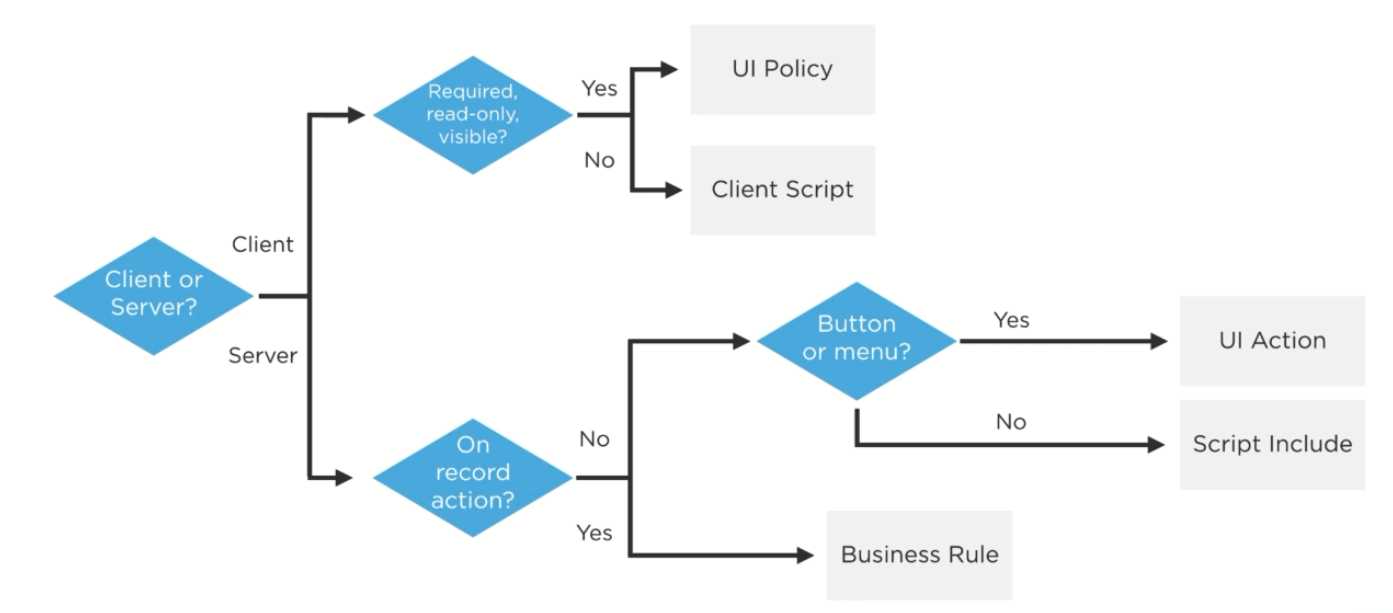 Required,
read-only,
visible?
Yes
No
UI Policy
Client Script
Client or
Server?
Client
Server
On
record
action?
No
Yes
Button
or menu?
Yes
No
UI Action
Script Include
Business Rule